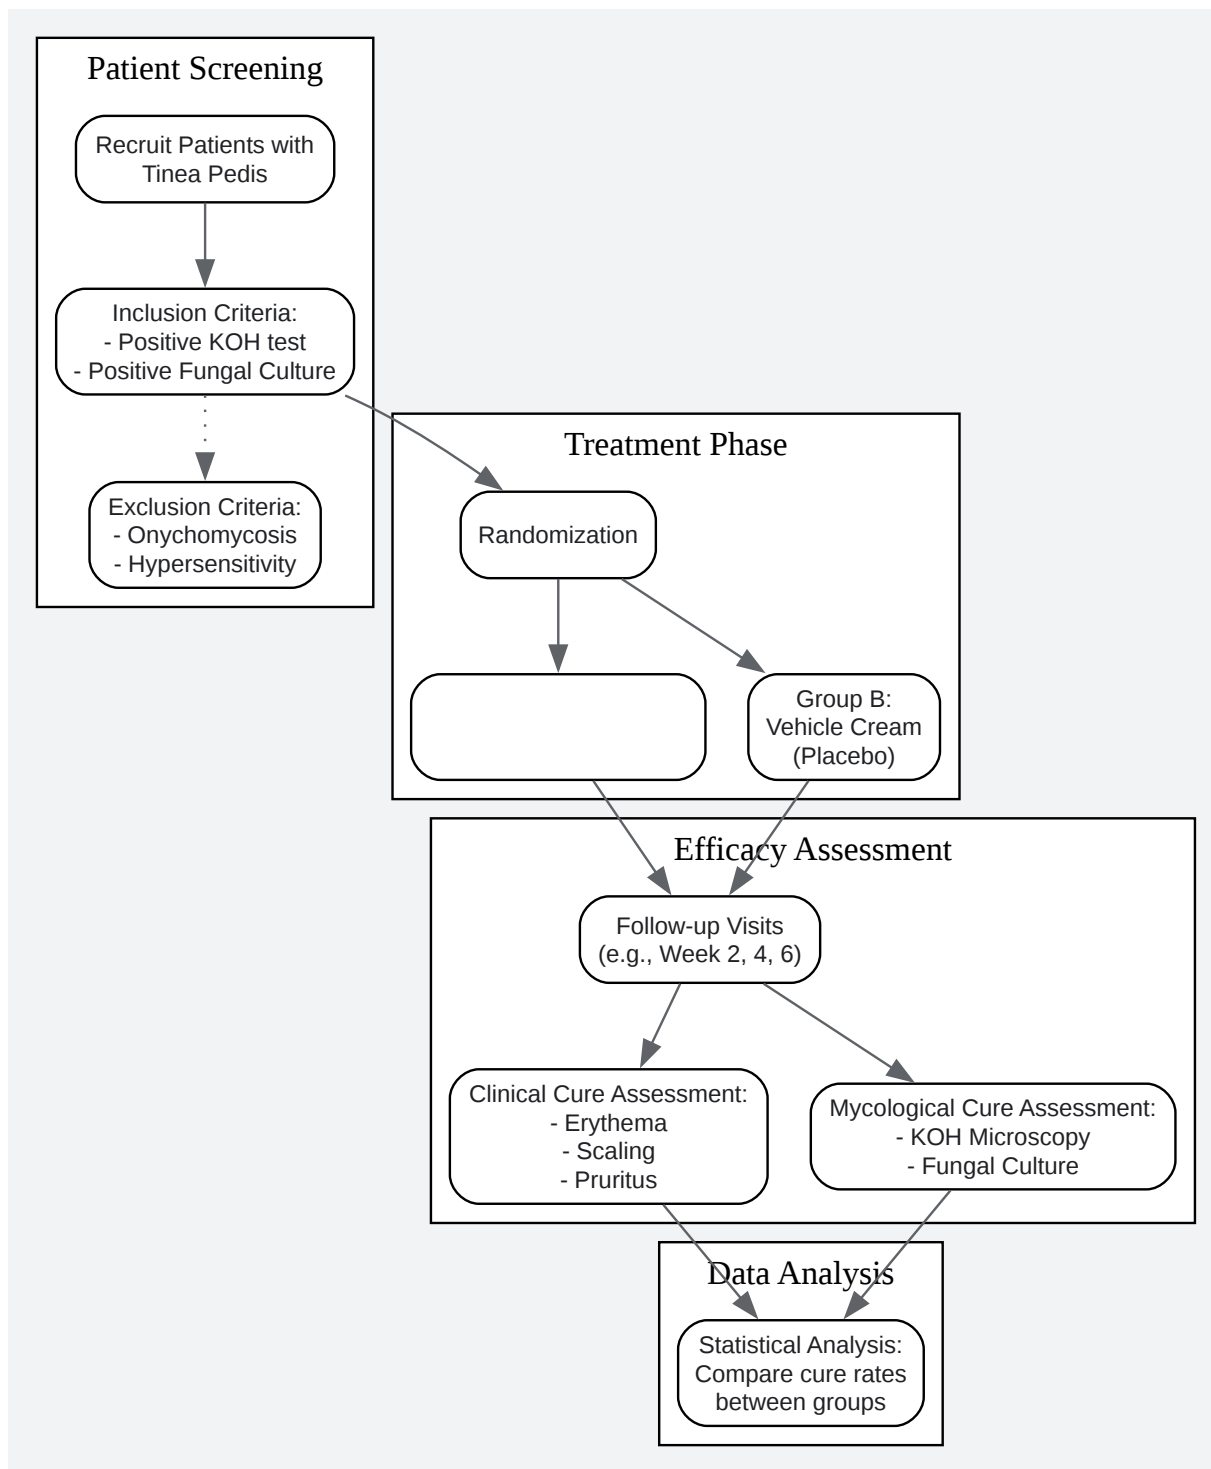 Patient Screening
Recruit Patients with
Tinea Pedis
Inclusion Criteria:
- Positive KOH test
- Positive Fungal Culture
Exclusion Criteria:
- Onychomycosis
- Hypersensitivity
Treatment Phase
Randomization
Group B:
Vehicle Cream
(Placebo)
Efficacy Assessment
Follow-up Visits
(e.g., Week 2, 4, 6)
Clinical Cure Assessment:
- Erythema
- Scaling
- Pruritus
Mycological Cure Assessment:
- KOH Microscopy
- Fungal Culture
Data Analysis
Statistical Analysis:
Compare cure rates
between groups